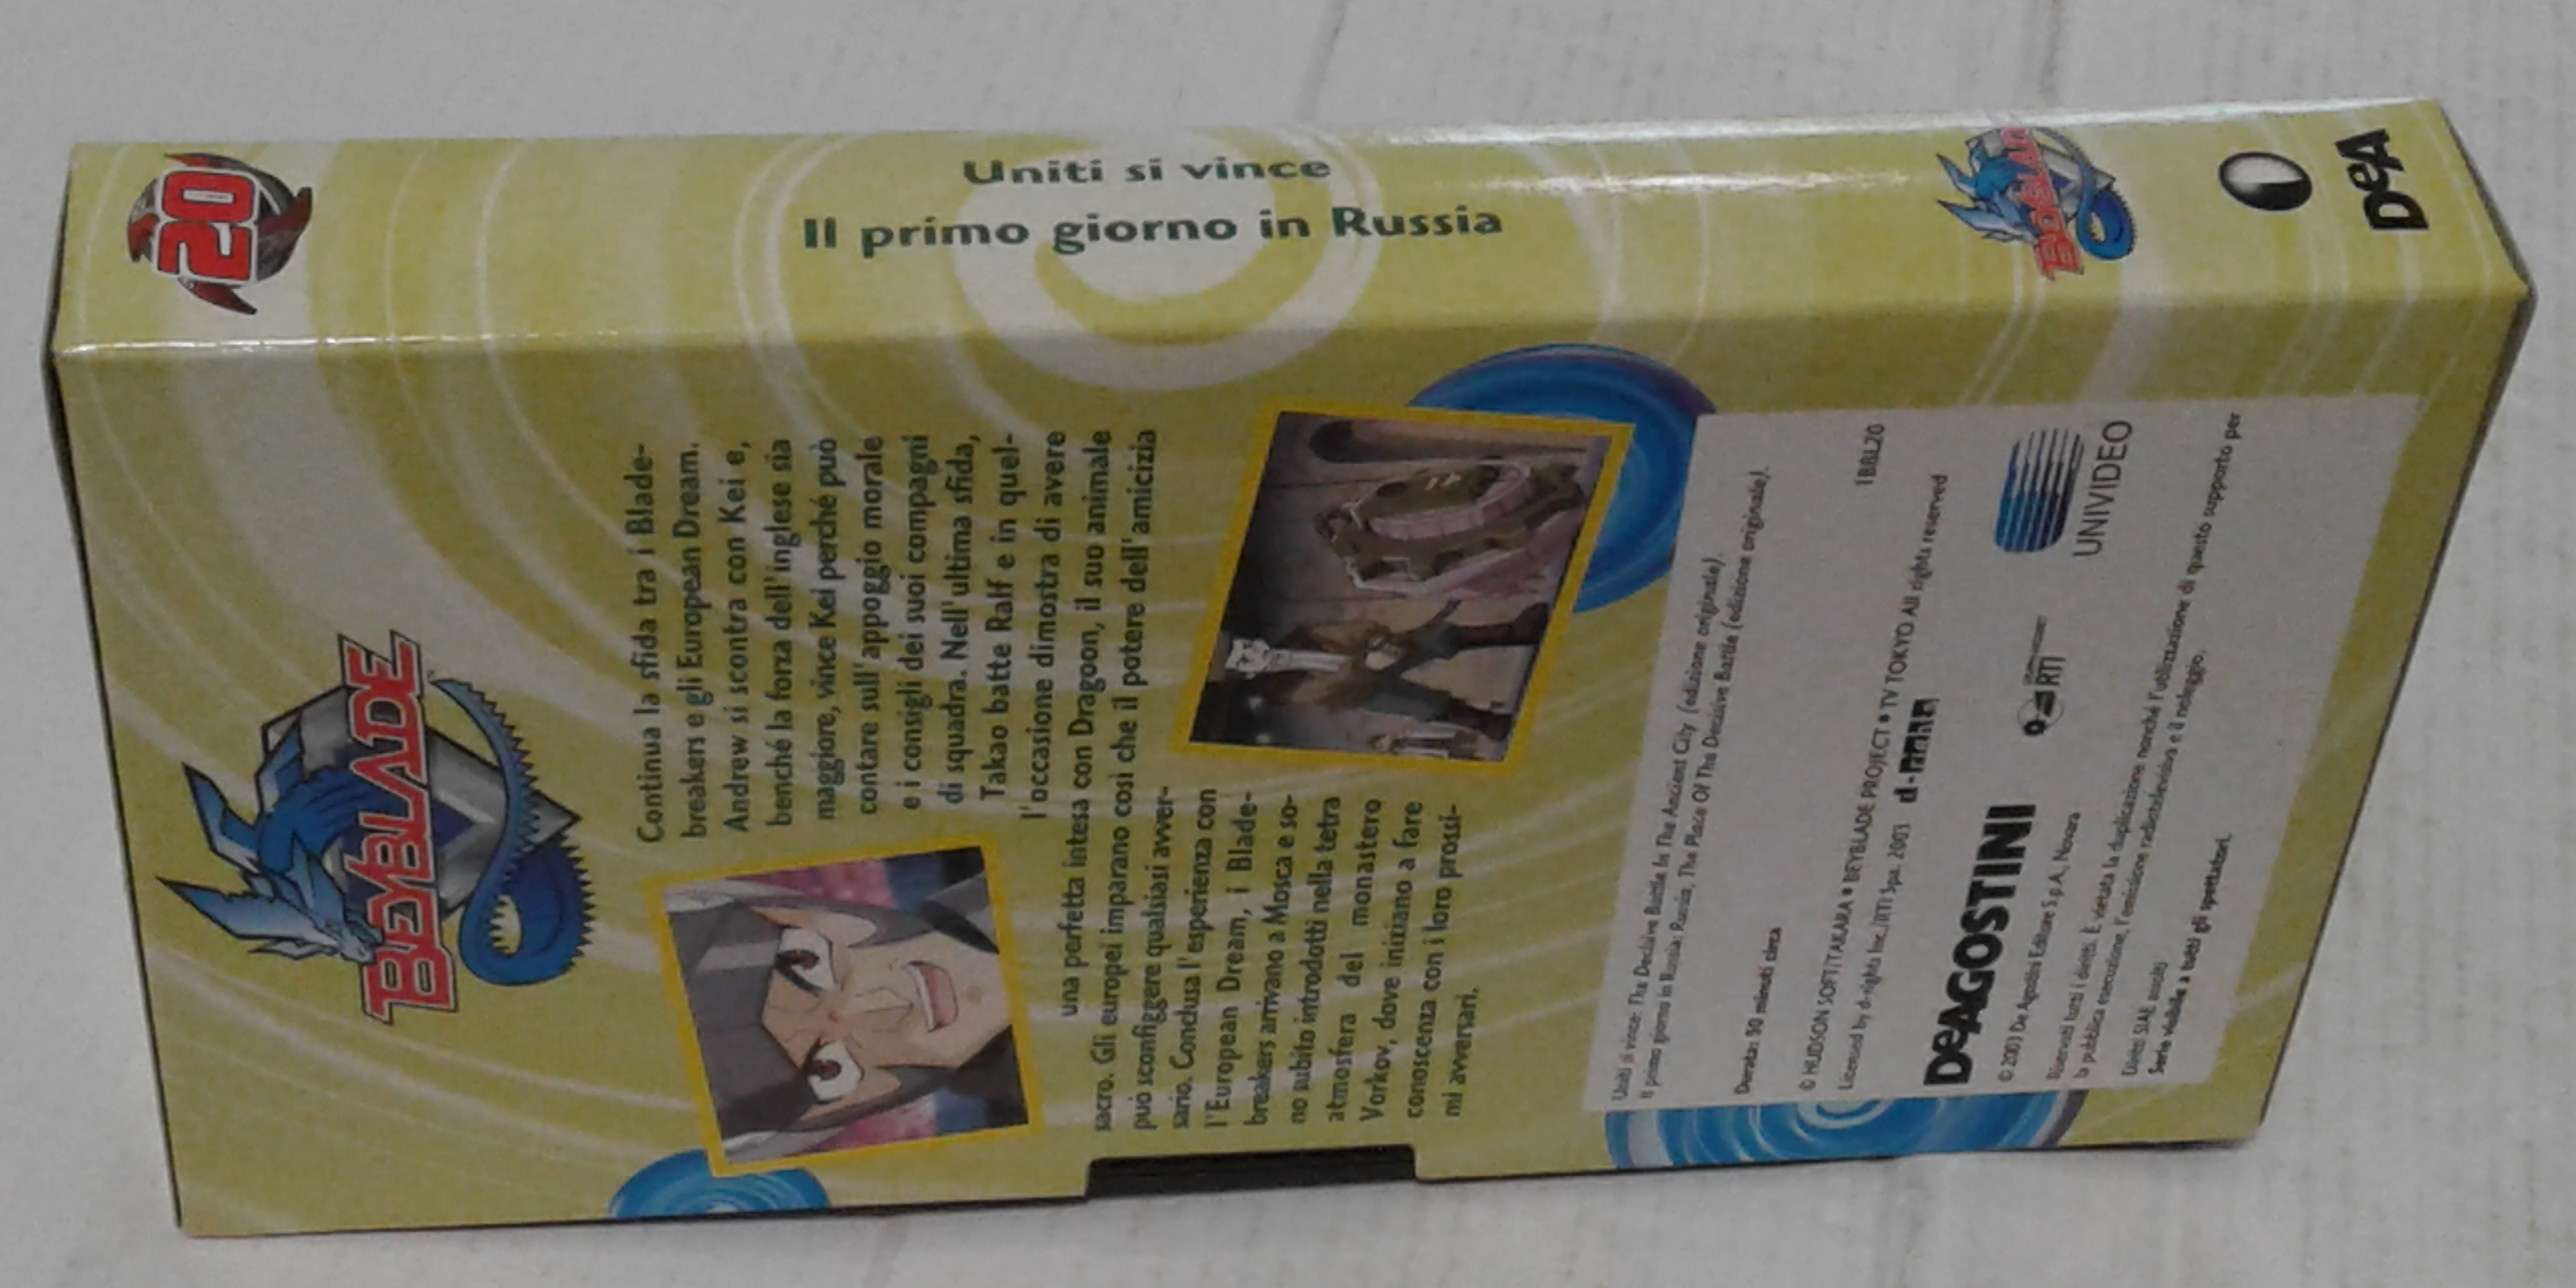 20
Uniti si vince
Il primo giorno in Russia
BEYBLADE
DeA
BEYBLADE
Continua la sfida tra i Blade-
breakers e gli European Dream.
Andrew si scontra con Kei e,
benché la forza dell'inglese sia
maggiore, vince Kei perché può
contare sull'appoggio morale
e i consigli dei suoi compagni
di squadra. Nell'ultima sfida,
Takao batte Ralf e in quel-
l'occasione dimostra di avere
una perfetta intesa con Dragoon, il suo animale
sacro. Gli europei imparano così che il potere dell'amicizia
può sconfiggere qualsiasi avver-
sario. Conclusa l'esperienza con
l'European Dream, i Blade-
breakers arrivano a Mosca e so-
no subito introdotti nella tetra
atmosfera del monastero
Vorkov, dove iniziano a fare
conoscenza con i loro prossi-
mi avversari.
Uniti si vince: The Decisive Battle In The Ancient City (edizione originale).
Il primo giorno in Russia: Russia, The Place Of The Decisive Battle (edizione originale).
Durata: 50 minuti circa
1BBL20
© HUDSON SOFT/TAKARA • BEYBLADE PROJECT • TV TOKYO All rights reserved
Licensed by d-rights Inc./RTI Spa. 2003 d-rights
DeAGOSTINI
RTI
UNIVIDEO
© 2003 De Agostini Editore S.p.A., Novara
Riservati tutti i diritti. È vietata la duplicazione nonché l'utilizzazione di questo supporto per
la pubblica esecuzione, l'emissione radiotelevisiva e il noleggio.
Diritti SIAE assolti
Serie visibile a tutti gli spettatori.